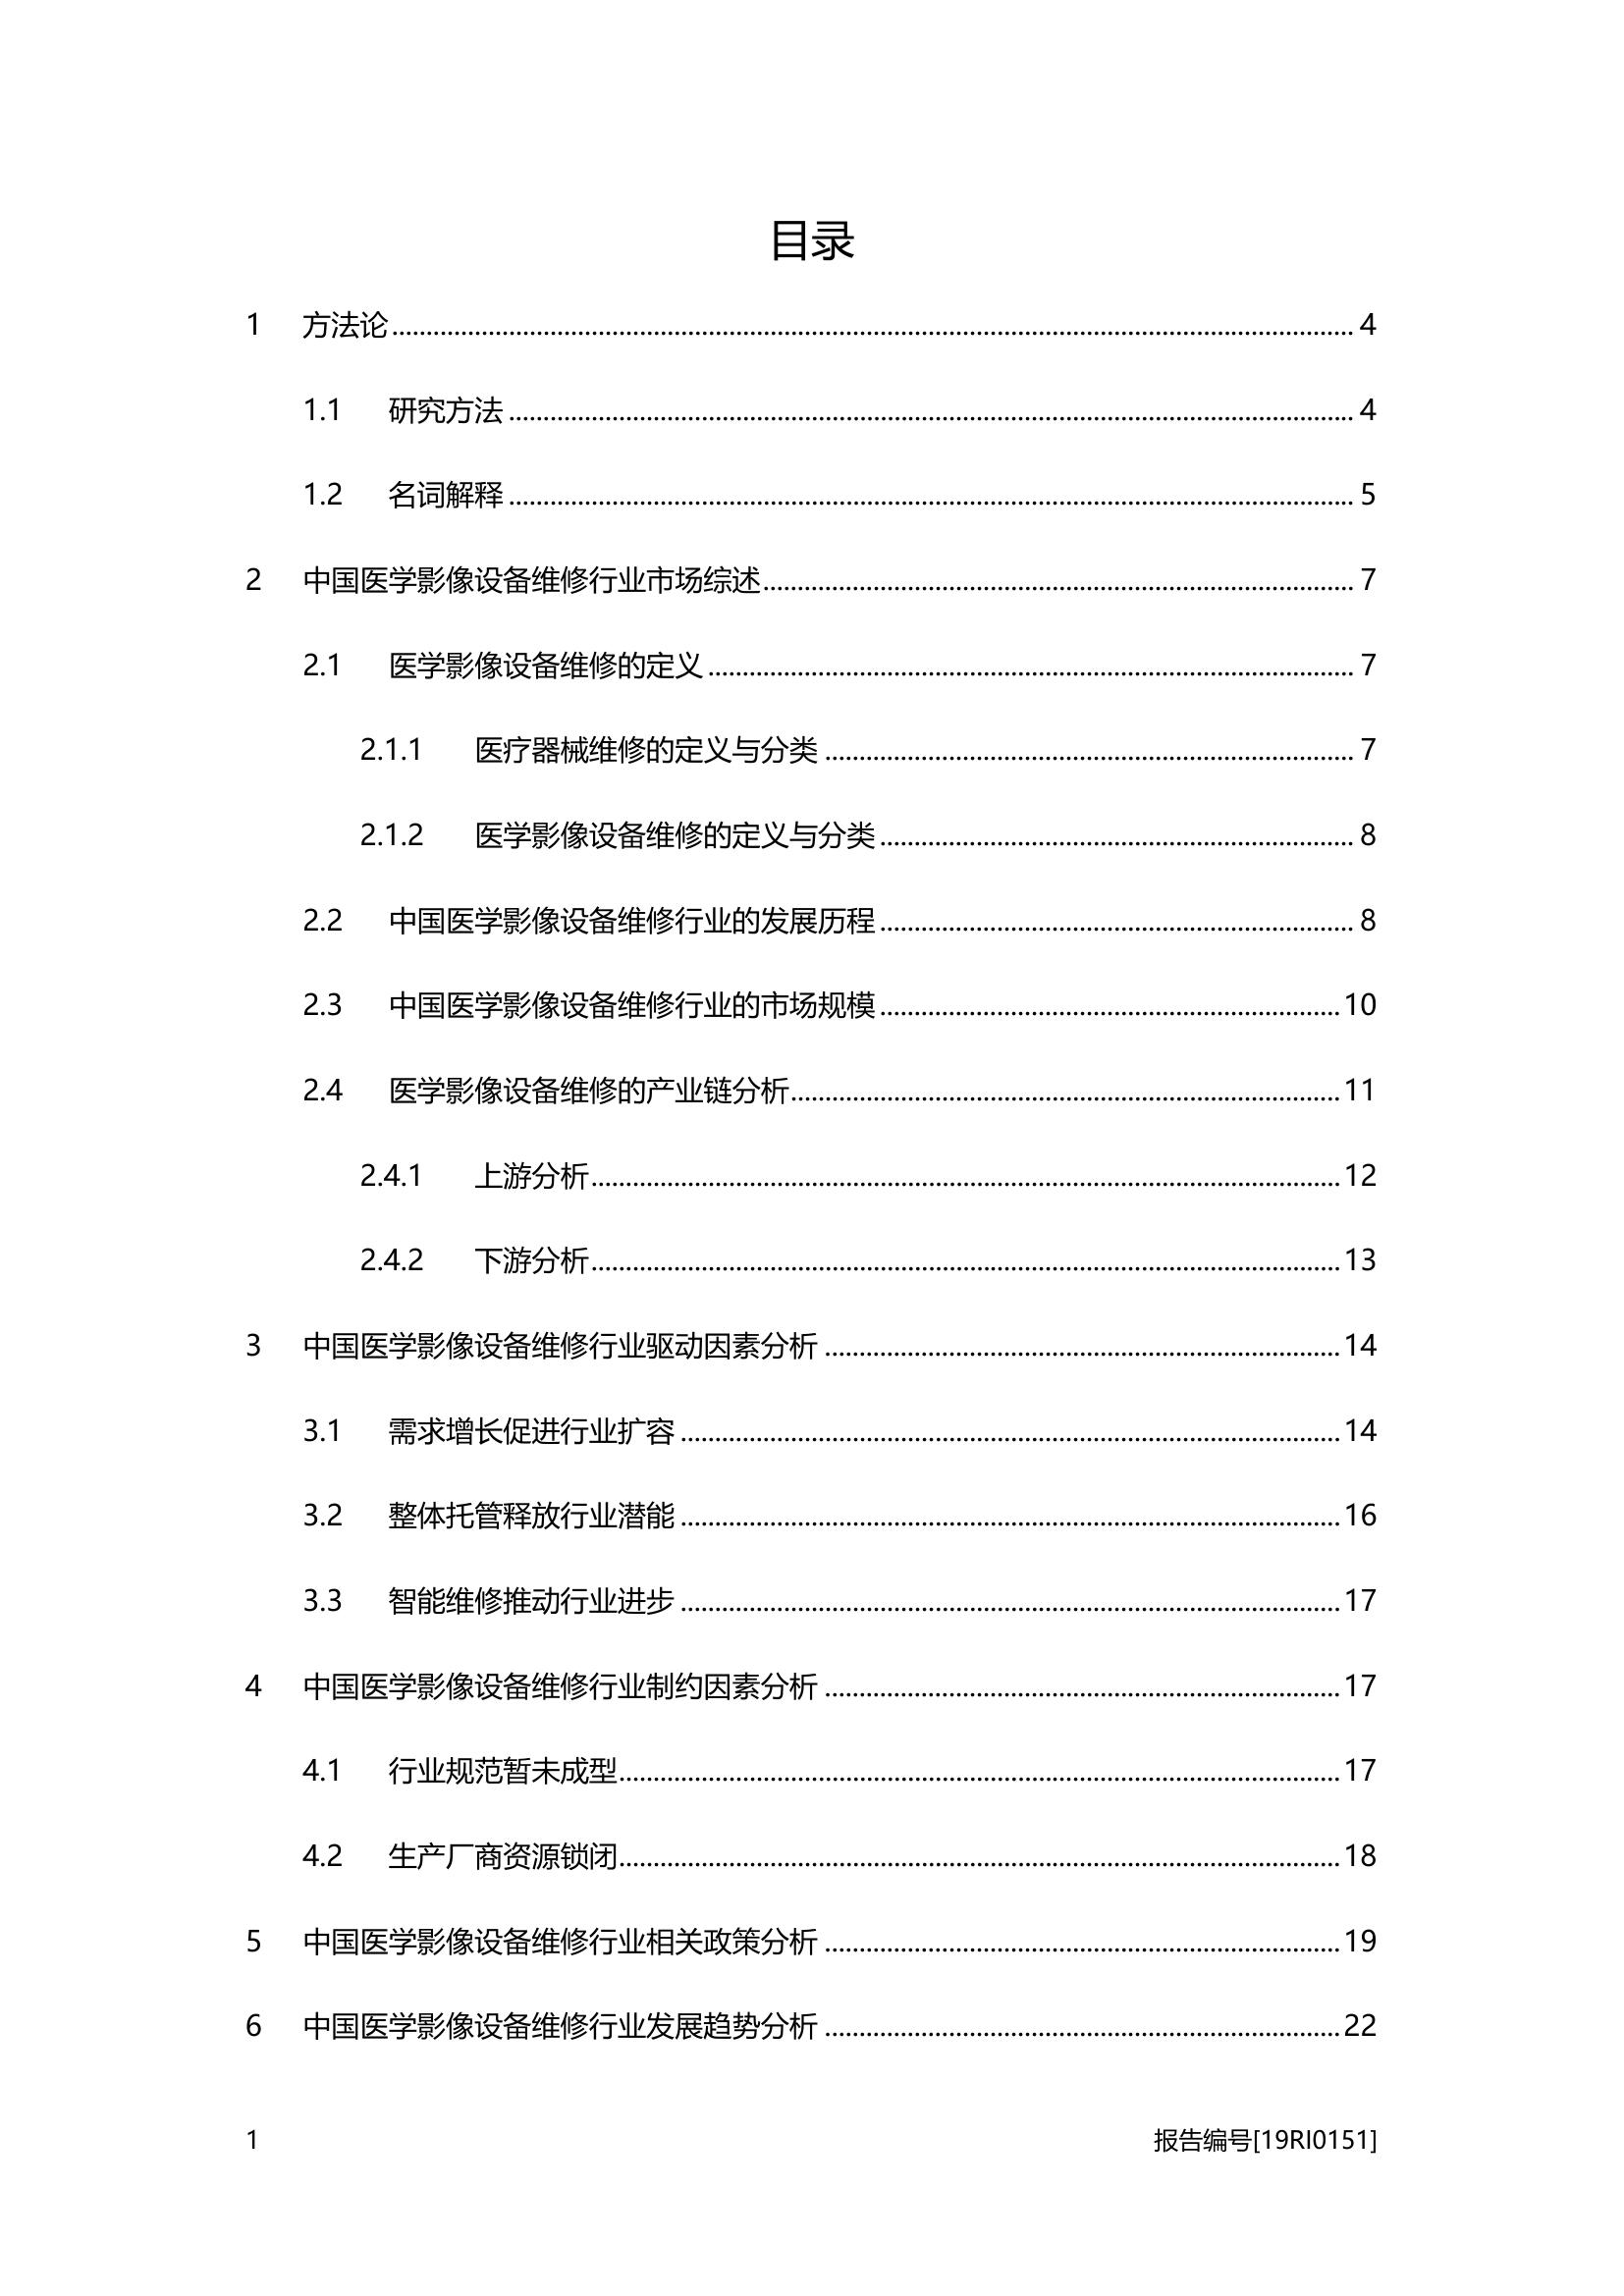 目录
1 方法论 4
1.1 研究方法 4
1.2 名词解释 5
2 中国医学影像设备维修行业市场综述 7
2.1 医学影像设备维修的定义 7
2.1.1 医疗器械维修的定义与分类 7
2.1.2 医学影像设备维修的定义与分类 8
2.2 中国医学影像设备维修行业的发展历程 8
2.3 中国医学影像设备维修行业的市场规模 10
2.4 医学影像设备维修的产业链分析 11
2.4.1 上游分析 12
2.4.2 下游分析 13
3 中国医学影像设备维修行业驱动因素分析 14
3.1 需求增长促进行业扩容 14
3.2 整体托管释放行业潜能 16
3.3 智能维修推动行业进步 17
4 中国医学影像设备维修行业制约因素分析 17
4.1 行业规范暂未成型 17
4.2 生产厂商资源锁闭 18
5 中国医学影像设备维修行业相关政策分析 19
6 中国医学影像设备维修行业发展趋势分析 22
1 报告编号[19RI0151]